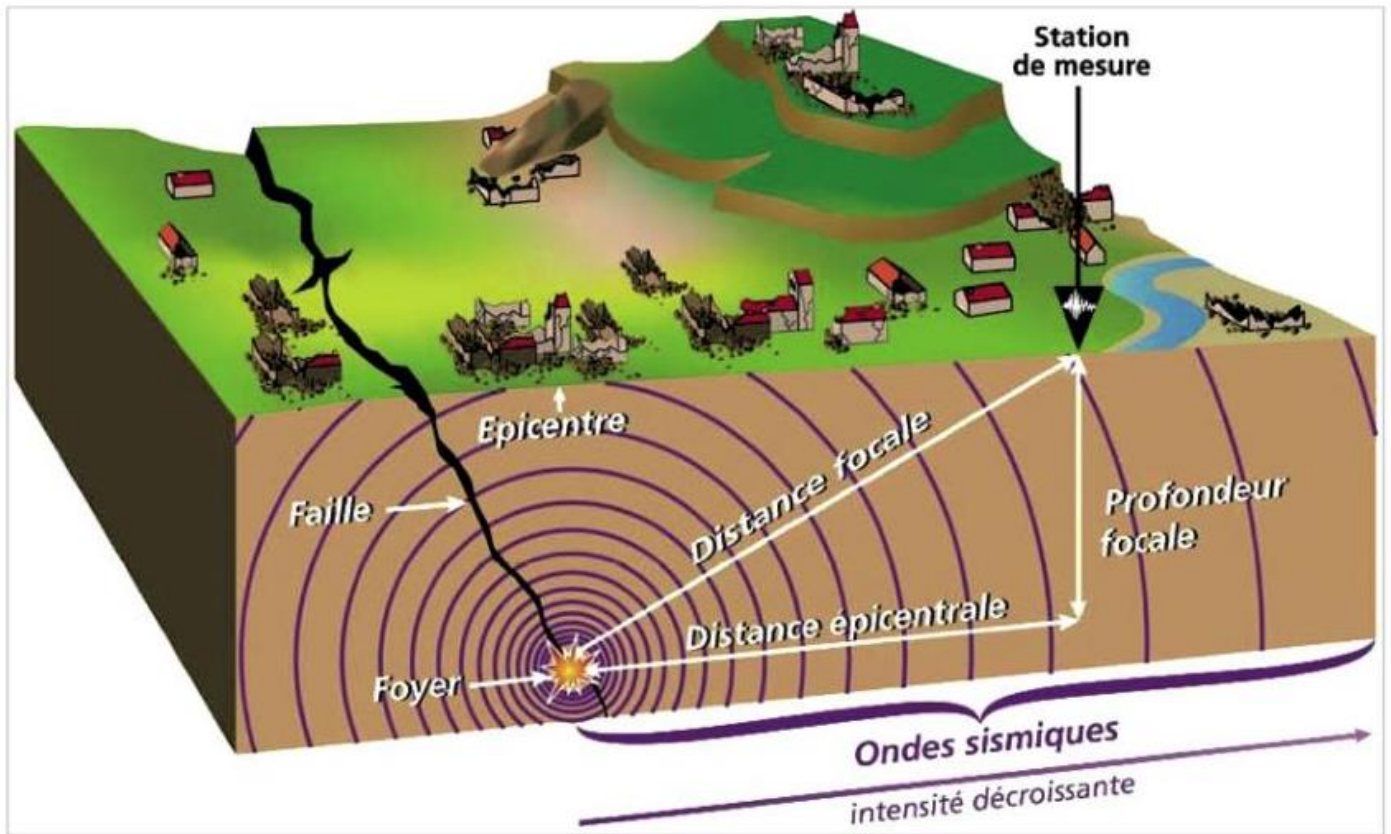 Station
de mesure
Epicentre
Distance focale
Faille
Profondeur
focale
Distance épicentrale
Foyer
Ondes sismiques
intensité décroissante